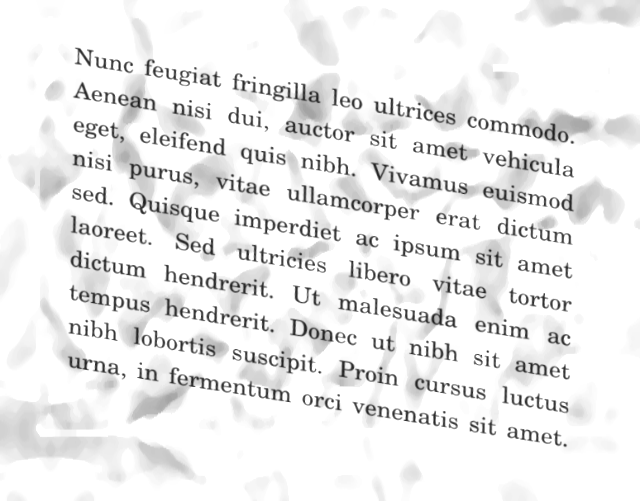 Nunc feugiat fringilla leo ultrices commodo.
Aenean nisi dui, auctor sit amet vehicula
eget, eleifend quis nibh. Vivamus euismod
nisi purus, vitae ullamcorper erat dictum
sed. Quisque imperdiet ac ipsum sit amet
laoreet. Sed ultricies libero vitae tortor
dictum hendrerit. Ut malesuada enim ac
tempus hendrerit. Donec ut nibh sit amet
nibh lobortis suscipit. Proin cursus luctus
urna, in fermentum orci venenatis sit amet.